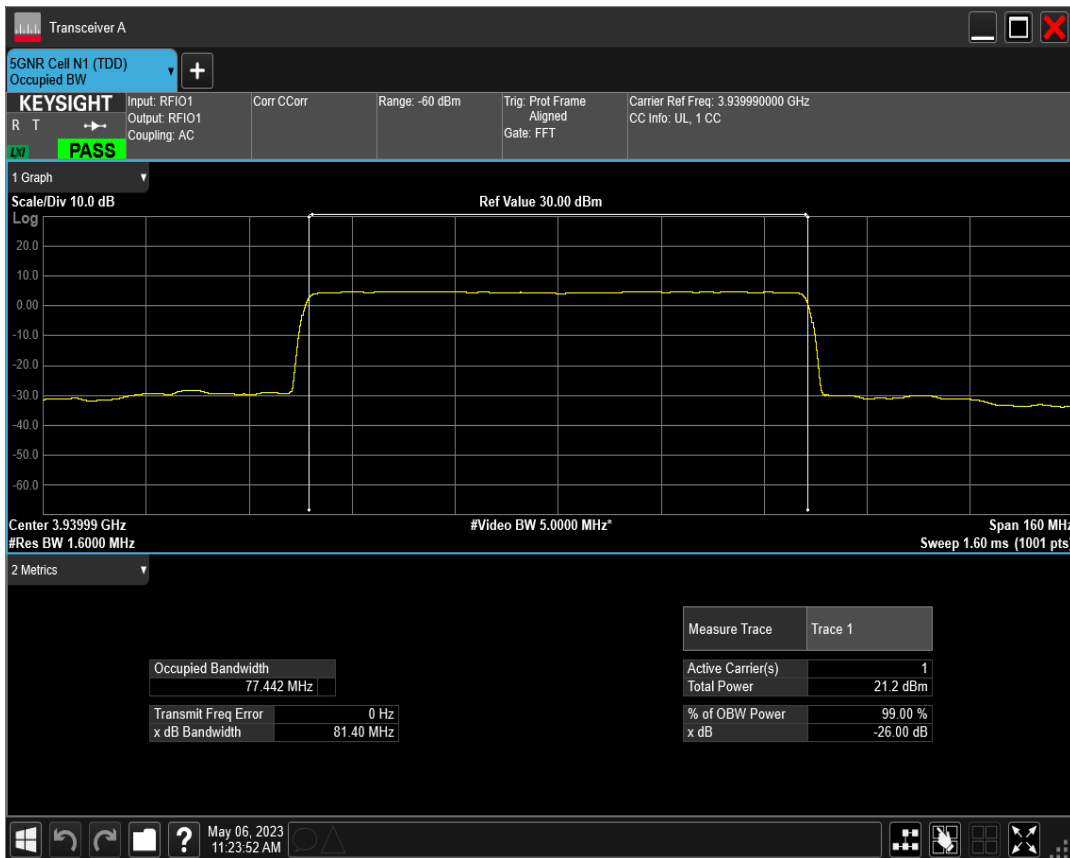 Transceiver A
5GNR Cell N1 (TDD)
Occupied BW
KEYSIGHT
R T
LXI
PASS
Input: RFIO1
Output: RFIO1
Coupling: AC
Corr CCorr
Range: -60 dBm
Trig: Prot Frame
Aligned
Gate: FFT
Carrier Ref Freq: 3.939990000 GHz
CC Info: UL, 1 CC
1 Graph
Scale/Div 10.0 dB
Ref Value 30.00 dBm
Log
20.0
10.0
0.00
-10.0
-20.0
-30.0
-40.0
-50.0
-60.0
Center 3.93999 GHz
#Video BW 5.0000 MHz*
Span 160 MHz
#Res BW 1.6000 MHz
Sweep 1.60 ms (1001 pts)
2 Metrics
Measure Trace Trace 1
Occupied Bandwidth
77.442 MHz
Active Carrier(s) 1
Total Power 21.2 dBm
Transmit Freq Error 0 Hz
x dB Bandwidth 81.40 MHz
% of OBW Power 99.00 %
x dB -26.00 dB
?
May 06, 2023
11:23:52 AM